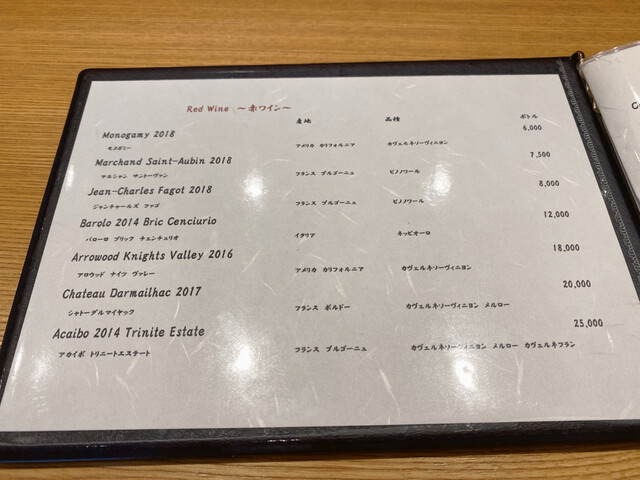 Red Wine ～赤ワイン～
産地 品種 ボトル
Monogamy 2018 6,000
モノガミー アメリカ カリフォルニア カヴェルネソーヴィニヨン
Marchand Saint-Aubin 2018 7,500
マルシャン サントーヴァン フランス ブルゴーニュ ピノノワール
Jean-Charles Fagot 2018 8,000
ジャンチャールズ ファゴ フランス ブルゴーニュ ピノノワール
Barolo 2014 Bric Cenciurio 12,000
バローロ ブリック チェンチュリオ イタリア ネッビオーロ
Arrowood Knights Valley 2016 18,000
アロウッド ナイツ ヴァレー アメリカ カリフォルニア カヴェルネソーヴィニヨン
Chateau Darmailhac 2017 20,000
シャトーダルマイヤック フランス ボルドー カヴェルネソーヴィニヨン メルロー
Acaibo 2014 Trinite Estate 25,000
アカイボ トリニートエステート フランス ブルゴーニュ カヴェルネソーヴィニヨン メルロー カヴェルネフラン